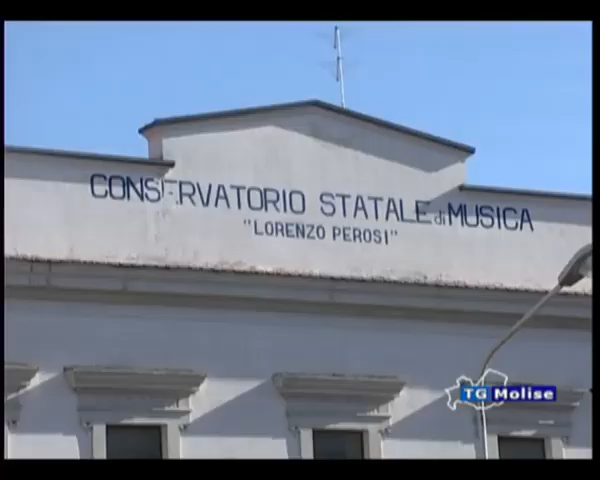 CONSERVATORIO STATALE di MUSICA
"LORENZO PEROSI"
TG Molise